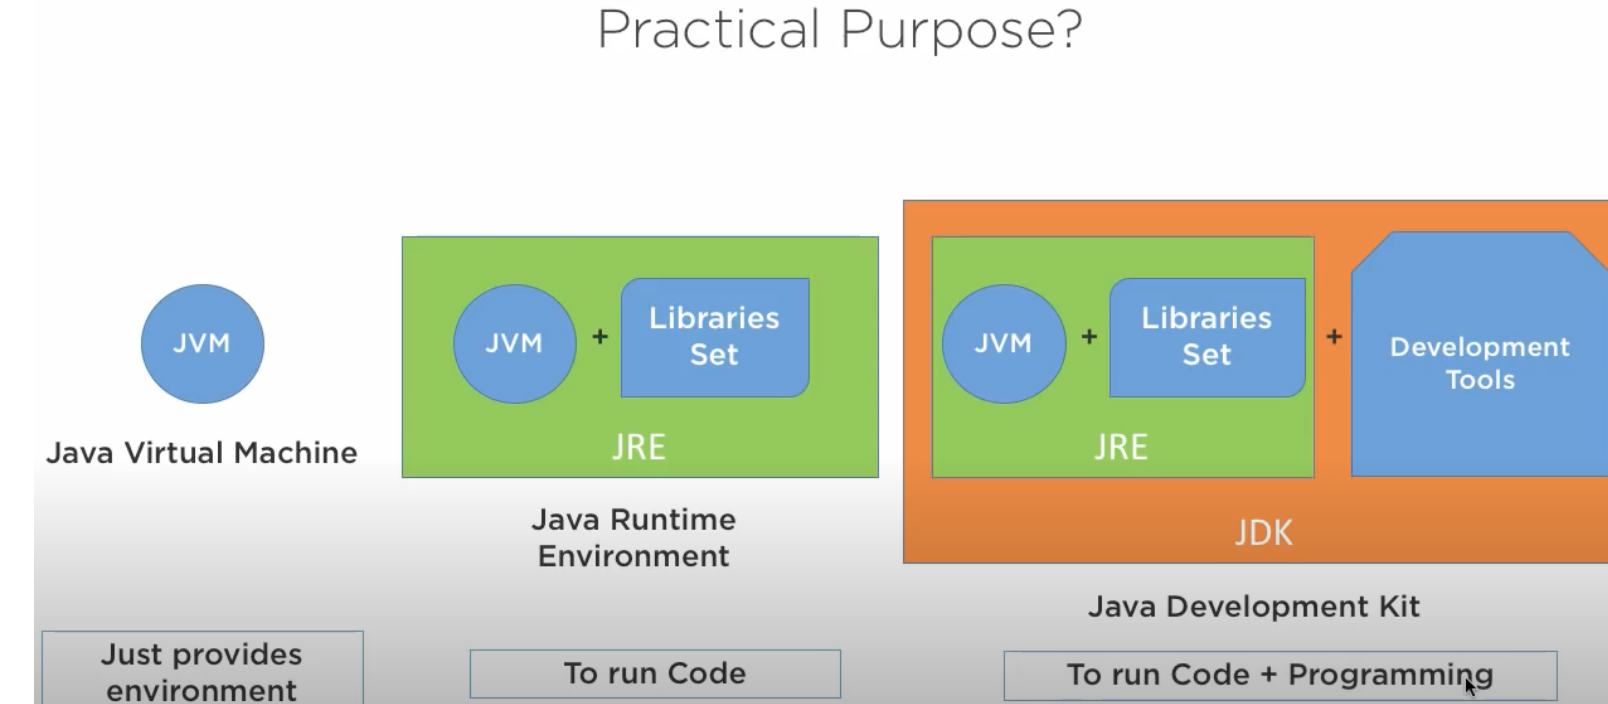 Practical Purpose?
JVM
Java Virtual Machine
Just provides
environment
JVM
+
Libraries
Set
JRE
Java Runtime
Environment
To run Code
JVM
+
Libraries
Set
JRE
+
Development
Tools
JDK
Java Development Kit
To run Code + Programming